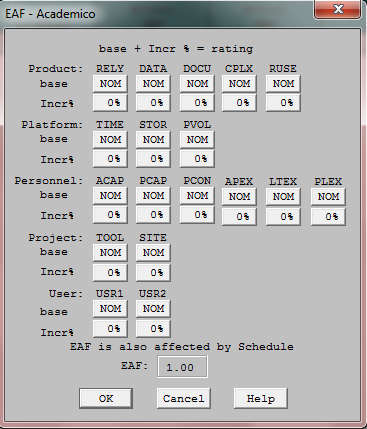 EAF - Academico
base + Incr % = rating
Product: RELY DATA DOCU CPLX RUSE
base NOM NOM NOM NOM NOM
Incr% 0% 0% 0% 0% 0%
Platform: TIME STOR PVOL
base NOM NOM NOM
Incr% 0% 0% 0%
Personnel: ACAP PCAP PCON APEX LTEX PLEX
base NOM NOM NOM NOM NOM NOM
Incr% 0% 0% 0% 0% 0% 0%
Project: TOOL SITE
base NOM NOM
Incr% 0% 0%
User: USR1 USR2
base NOM NOM
Incr% 0% 0%
EAF is also affected by Schedule
EAF: 1.00
OK Cancel Help